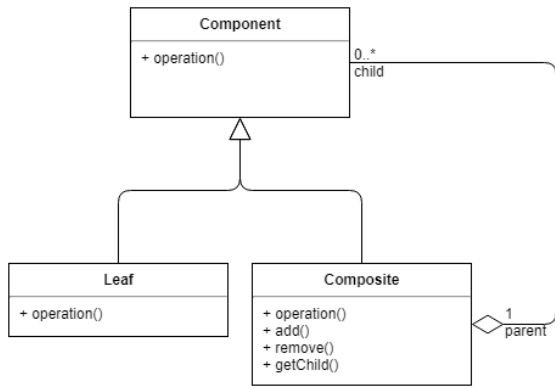 Component
+ operation()
0..*
child
Leaf
+ operation()
Composite
+ operation()
+ add()
+ remove()
+ getChild()
1
parent